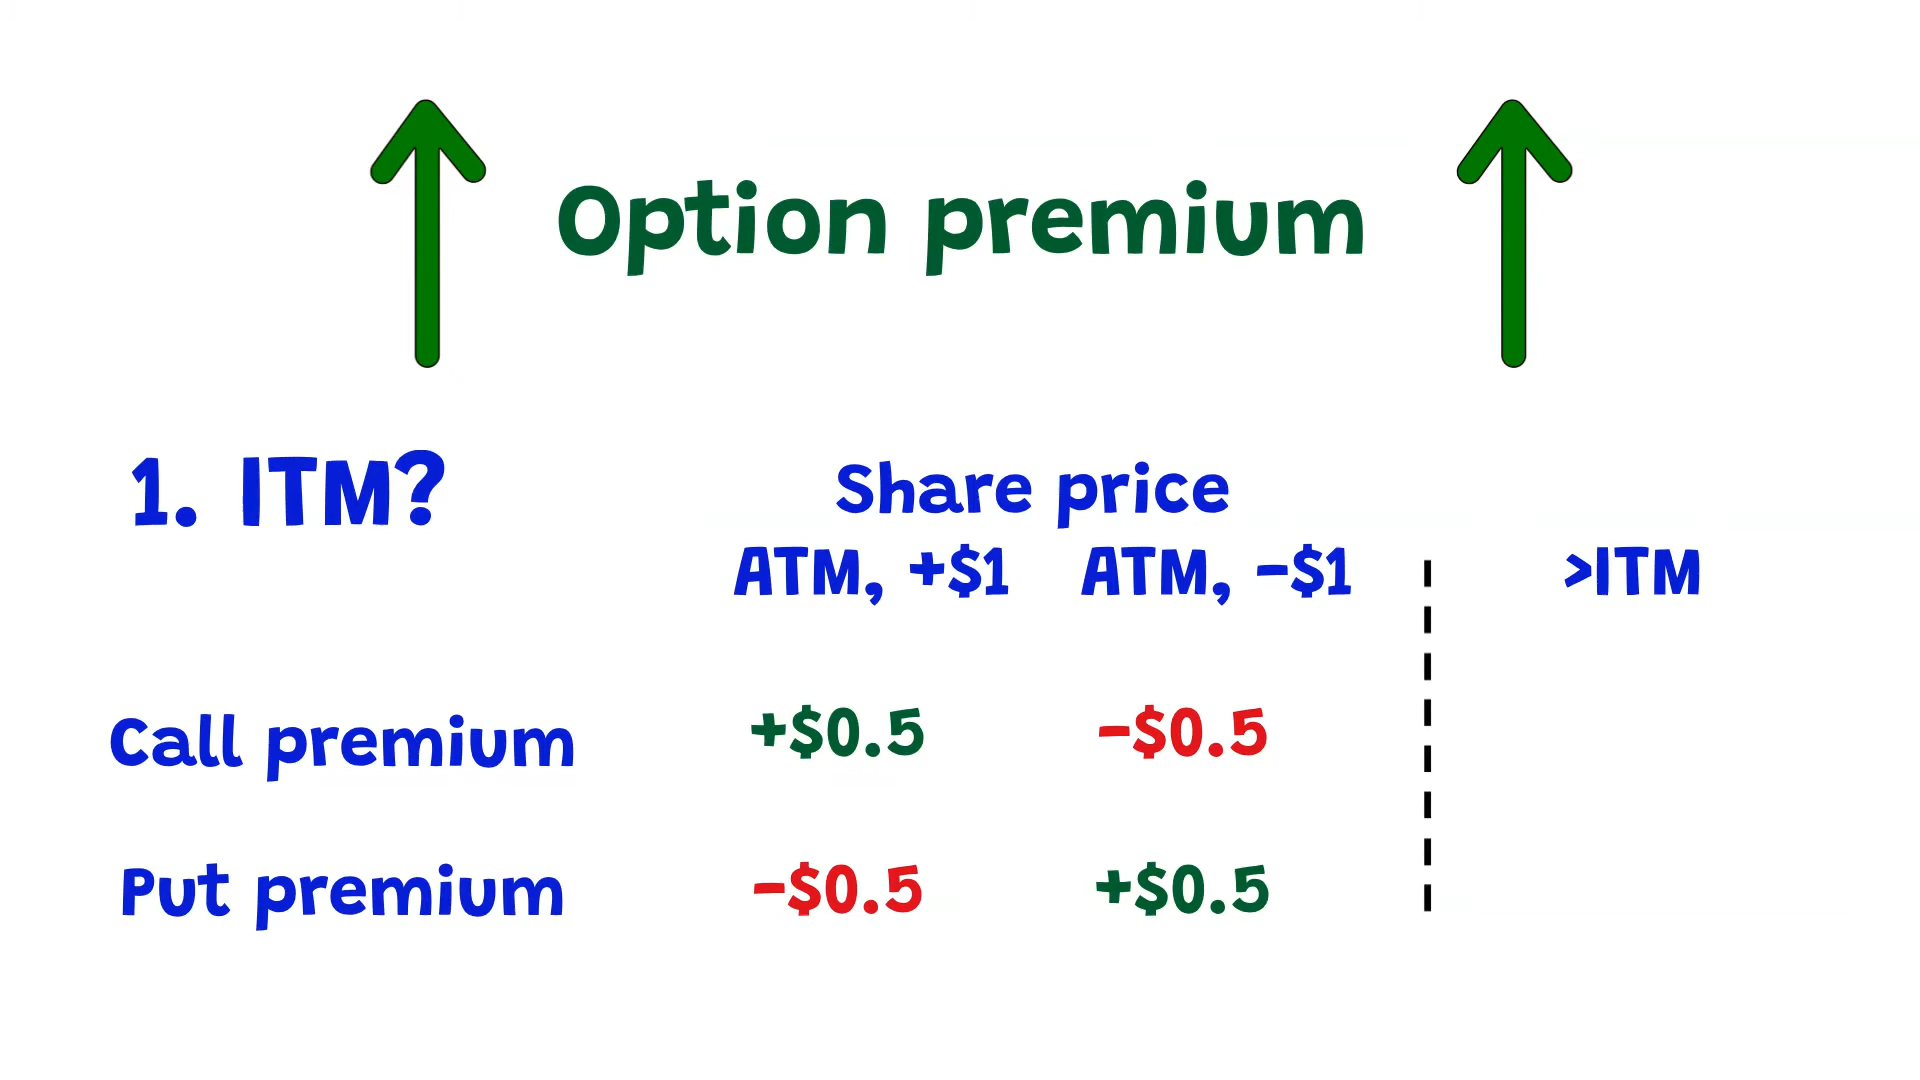 Option premium
1. ITM?
Share price
ATM, +$1 ATM, -$1 >ITM
Call premium +$0.5 -$0.5
Put premium -$0.5 +$0.5